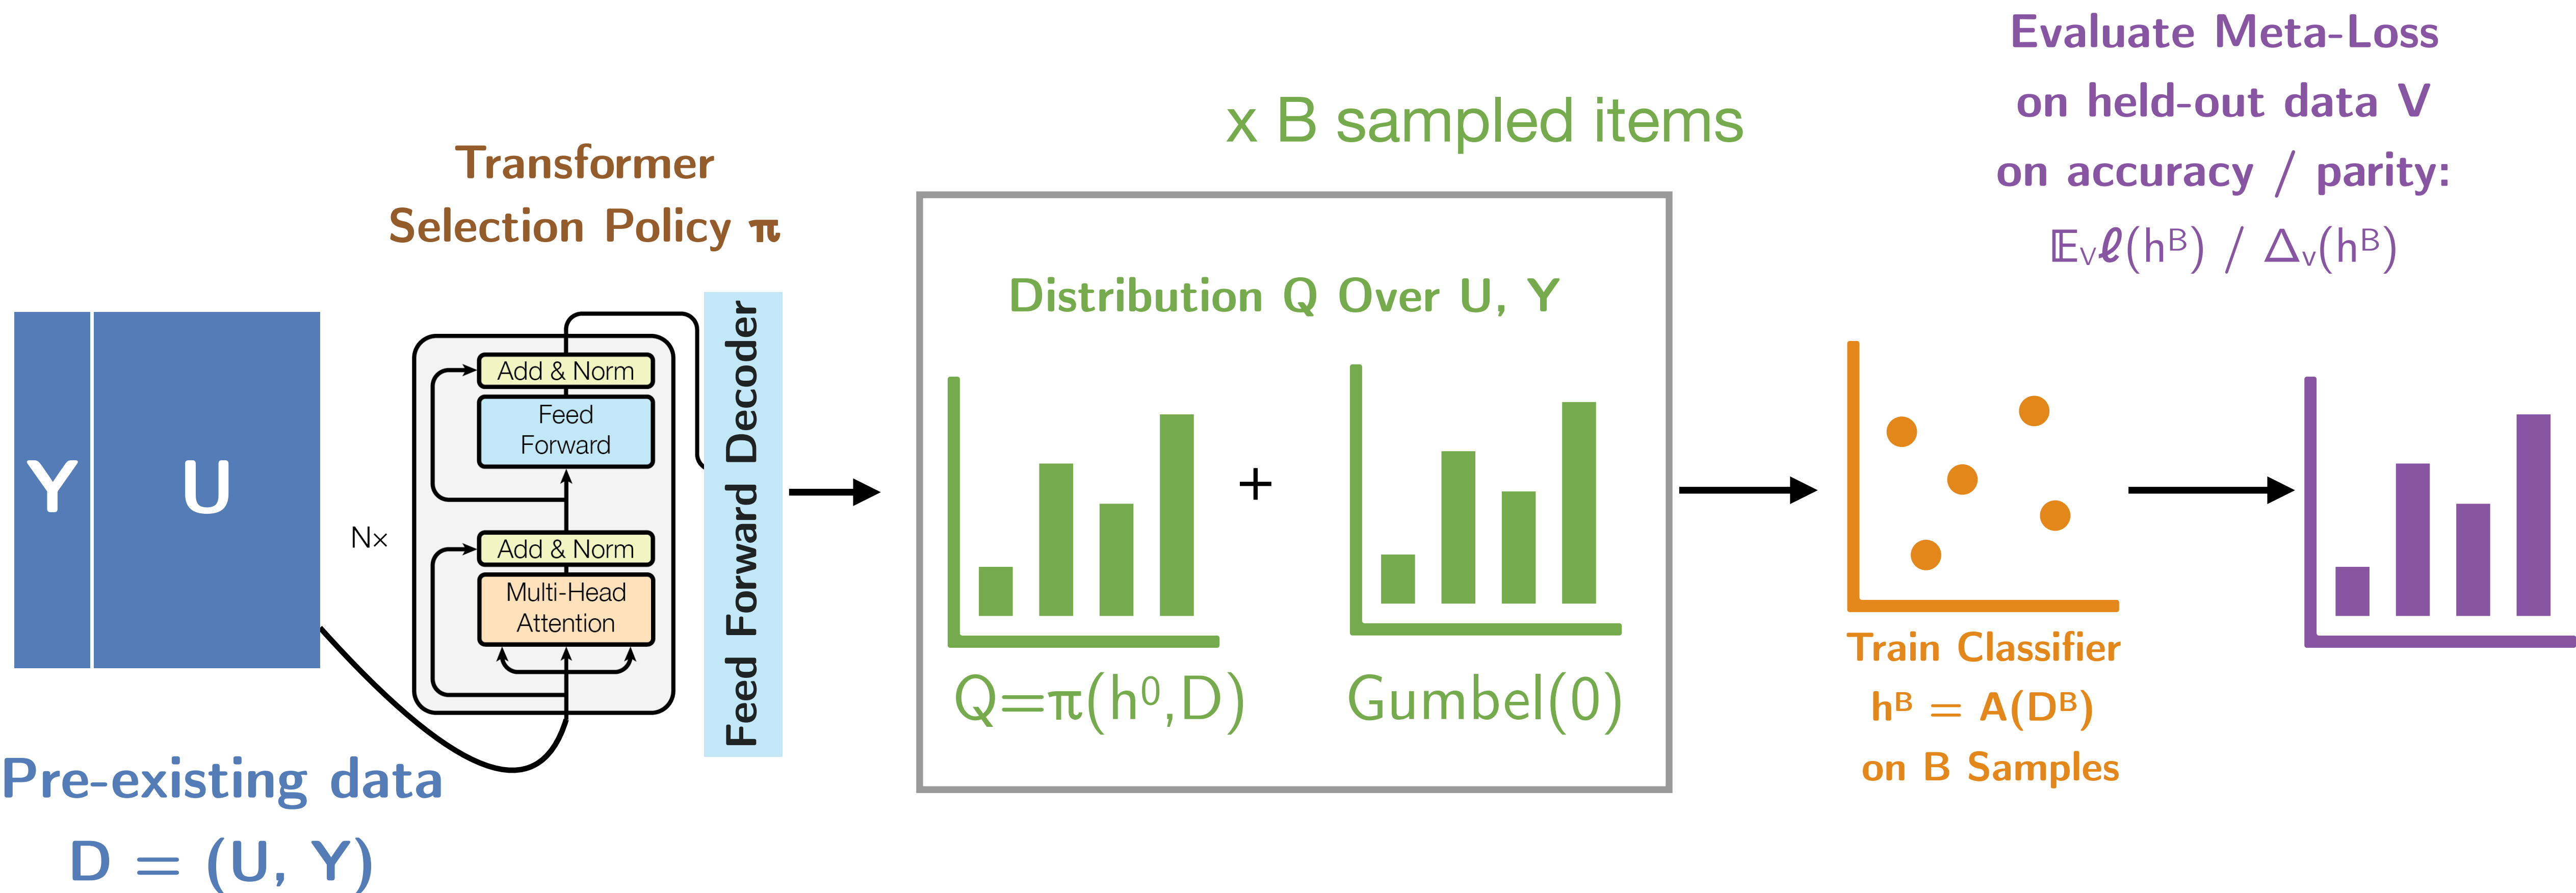 Y
U
Pre-existing data
D = (U, Y)
Transformer
Selection Policy π
N×
Add & Norm
Feed
Forward
Add & Norm
Multi-Head
Attention
Feed Forward Decoder
x B sampled items
Distribution Q Over U, Y
+
Q=π(h⁰,D)
Gumbel(0)
Train Classifier
hᴮ = A(Dᴮ)
on B Samples
Evaluate Meta-Loss
on held-out data V
on accuracy / parity:
𝔼ᵥℓ(hᴮ) / Δᵥ(hᴮ)